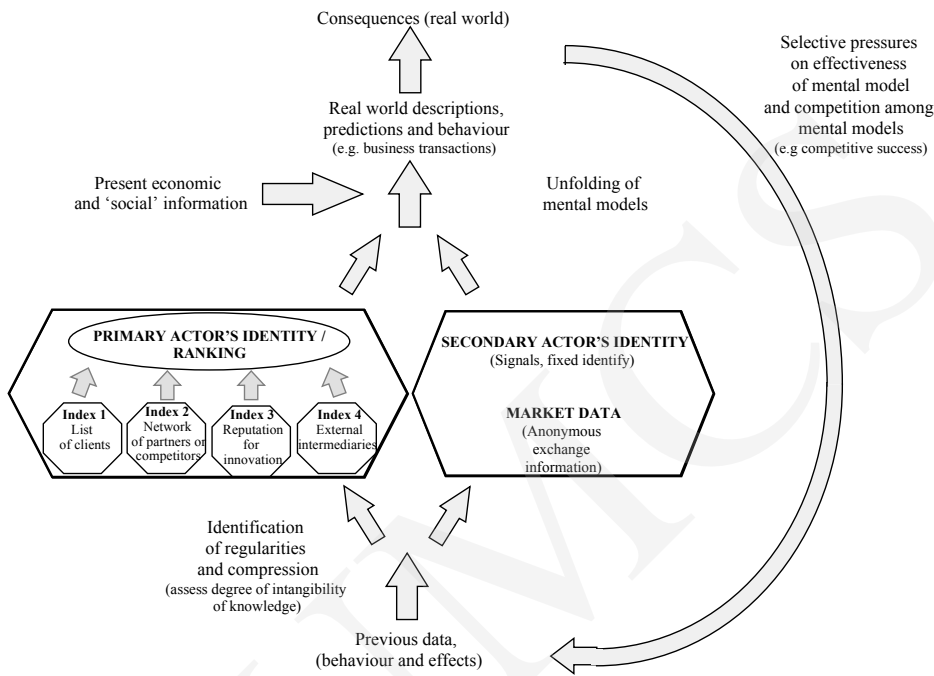 Consequences (real world)
Selective pressures
on effectiveness
of mental model
and competition among
mental models
(e.g competitive success)
Real world descriptions,
predictions and behaviour
(e.g. business transactions)
Present economic
and ‘social’ information
Unfolding of
mental models
PRIMARY ACTOR’S IDENTITY /
RANKING
Index 1
List
of clients
Index 2
Network
of partners or
competitors
Index 3
Reputation
for
innovation
Index 4
External
intermediaries
SECONDARY ACTOR’S IDENTITY
(Signals, fixed identify)
MARKET DATA
(Anonymous
exchange
information)
Identification
of regularities
and compression
(assess degree of intangibility
of knowledge)
Previous data,
(behaviour and effects)
UMCS